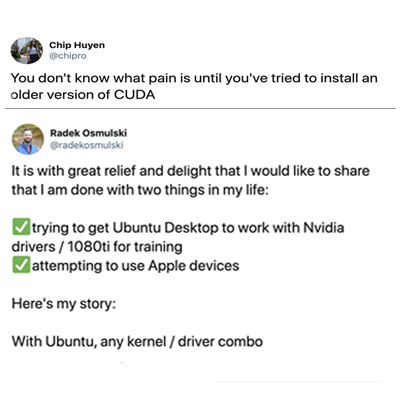 Chip Huyen
@chipro
You don't know what pain is until you've tried to install an
older version of CUDA
Radek Osmulski
@radekosmulski
It is with great relief and delight that I would like to share
that I am done with two things in my life:
✅trying to get Ubuntu Desktop to work with Nvidia
drivers / 1080ti for training
✅attempting to use Apple devices
Here's my story:
With Ubuntu, any kernel / driver combo